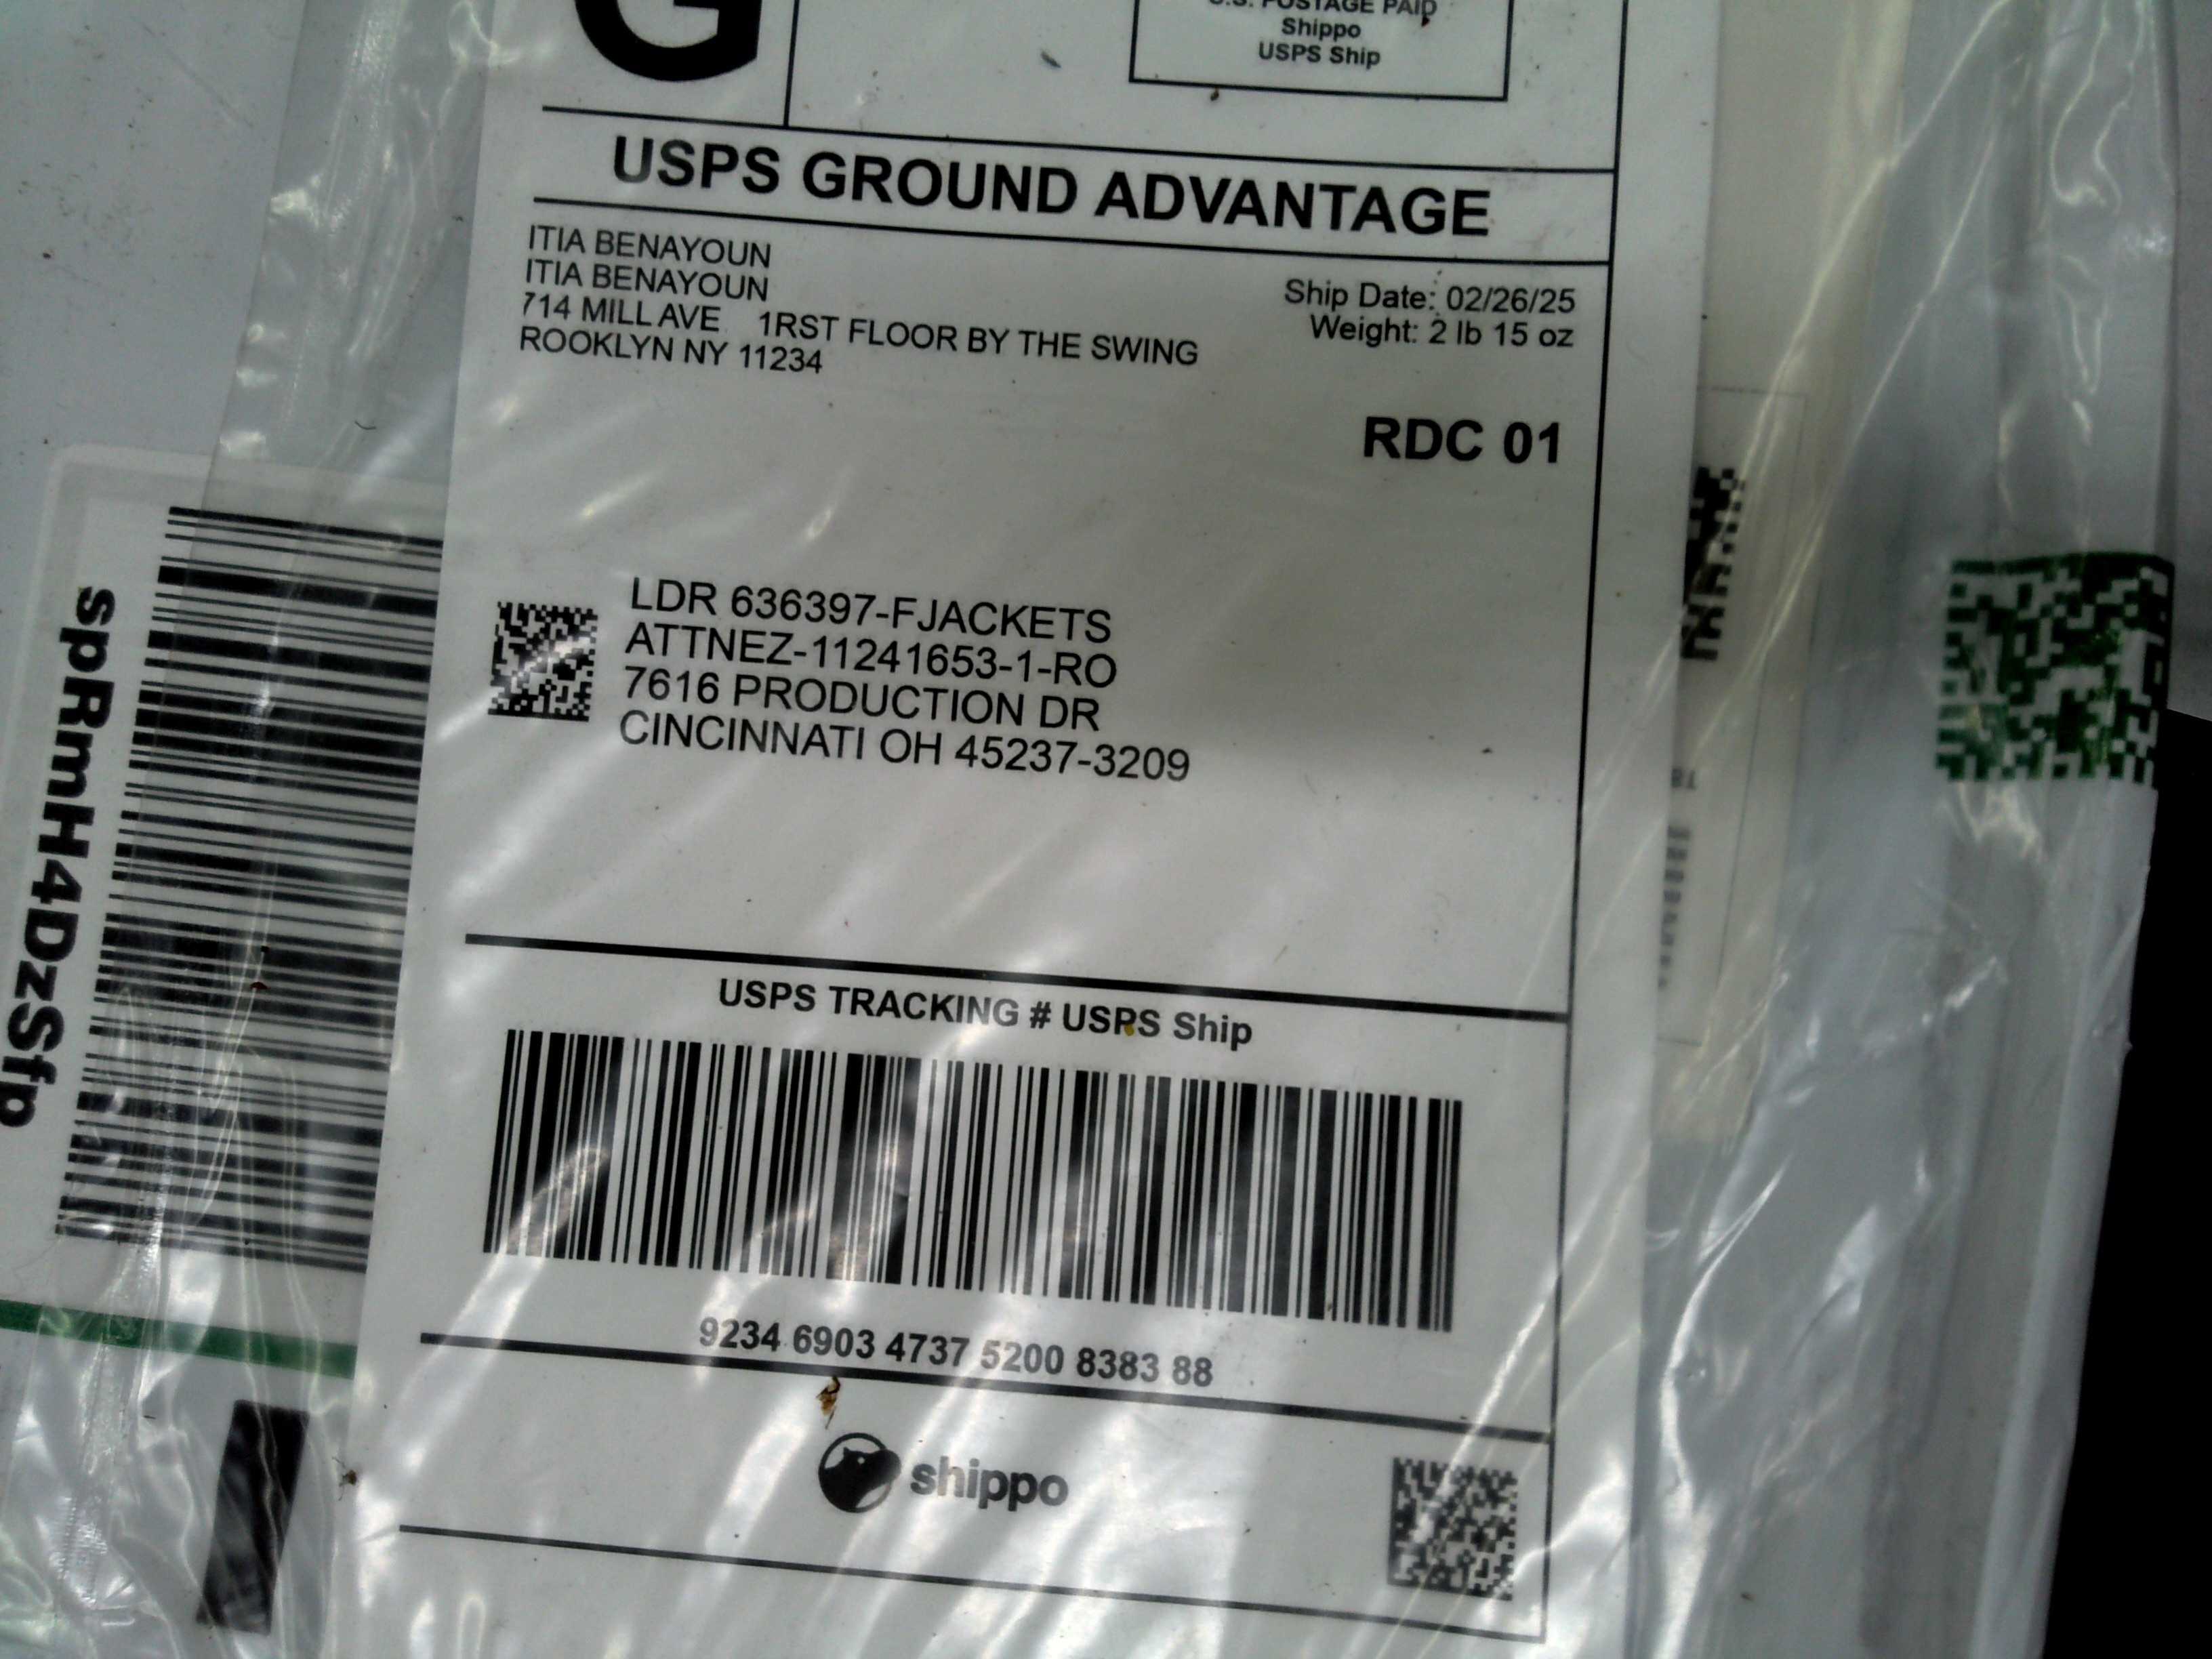 G
U.S. POSTAGE PAID
Shippo
USPS Ship
USPS GROUND ADVANTAGE
ITIA BENAYOUN
ITIA BENAYOUN
714 MILL AVE 1RST FLOOR BY THE SWING
ROOKLYN NY 11234
Ship Date: 02/26/25
Weight: 2 lb 15 oz
RDC 01
LDR 636397-FJACKETS
ATTNEZ-11241653-1-RO
7616 PRODUCTION DR
CINCINNATI OH 45237-3209
USPS TRACKING # USPS Ship
9234 6903 4737 5200 8383 88
shippo
spRmH4DzSfp